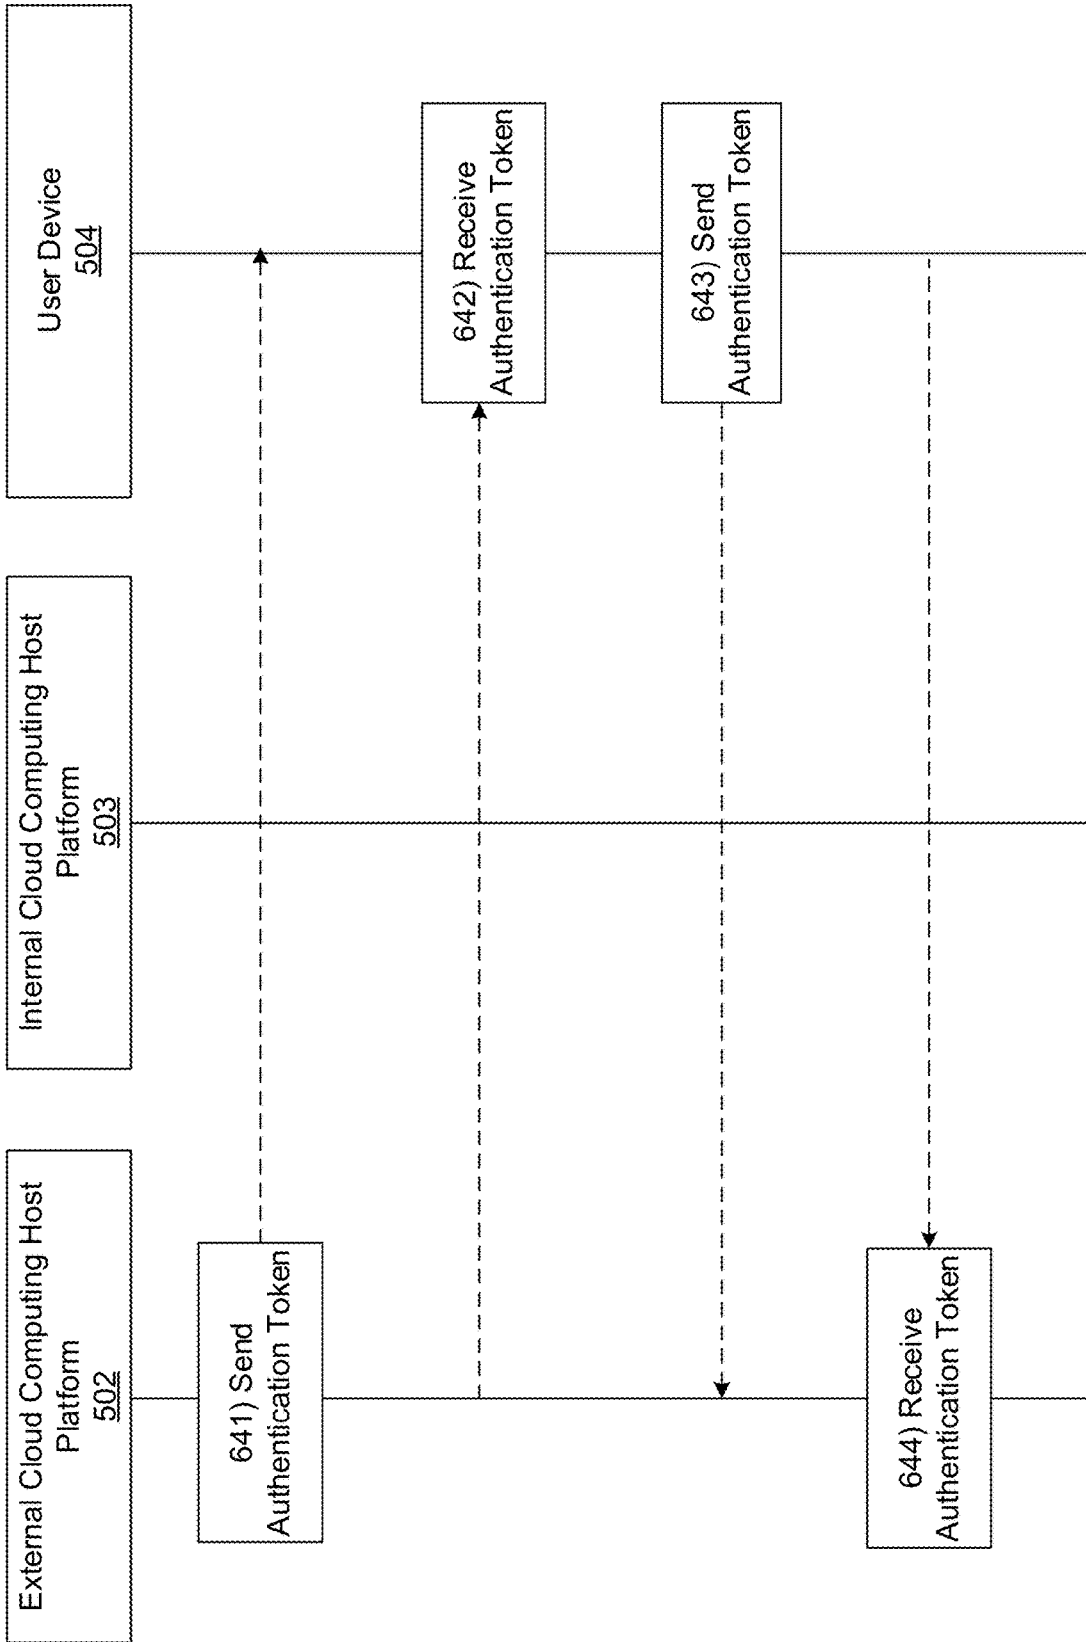 External Cloud Computing Host
Platform
502
Internal Cloud Computing Host
Platform
503
User Device
504
641) Send
Authentication Token
642) Receive
Authentication Token
643) Send
Authentication Token
644) Receive
Authentication Token